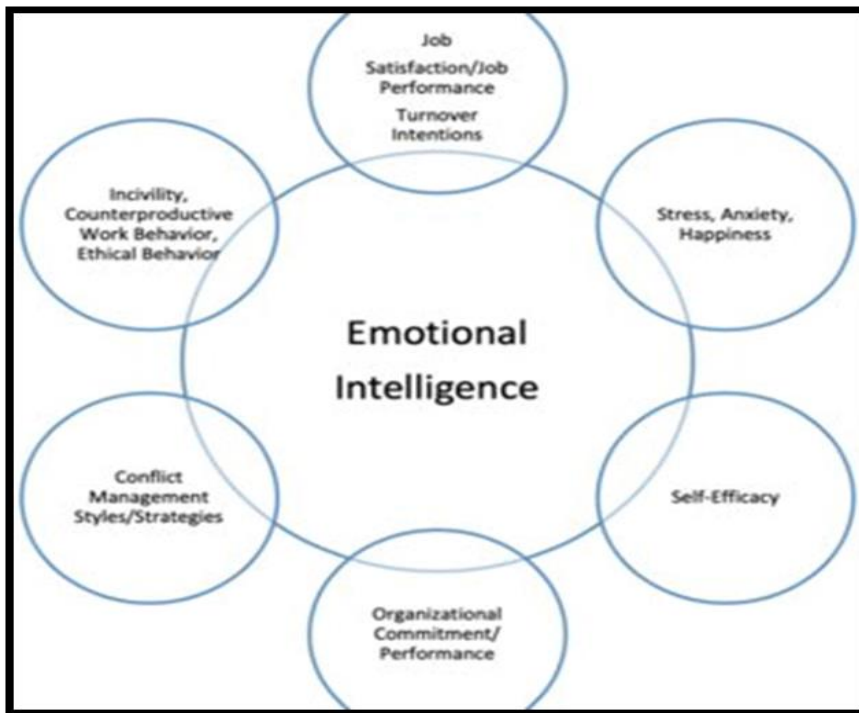 Job
Satisfaction/Job
Performance
Turnover
Intentions
Incivility,
Counterproductive
Work Behavior,
Ethical Behavior
Stress, Anxiety,
Happiness
Emotional
Intelligence
Conflict
Management
Styles/Strategies
Self-Efficacy
Organizational
Commitment/
Performance